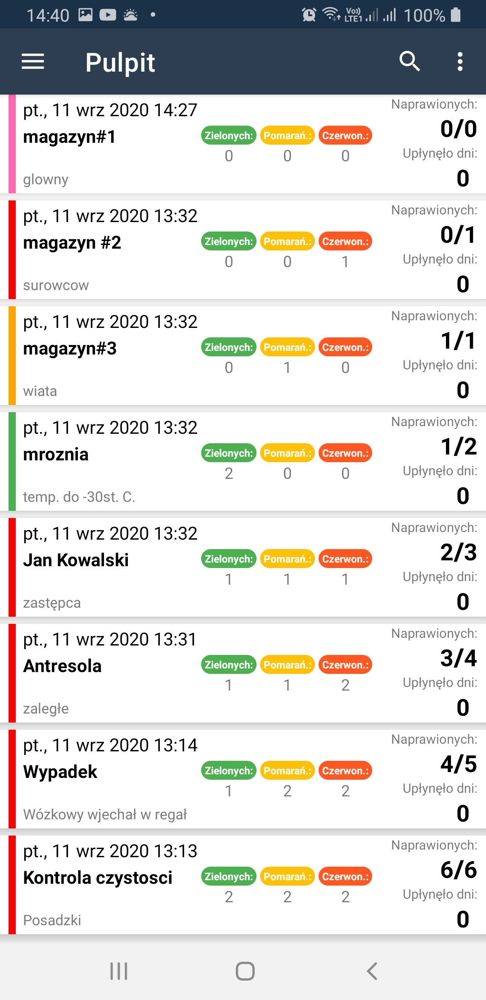 14:40 Vo)) LTE1 100%
Pulpit
pt., 11 wrz 2020 14:27 Naprawionych:
magazyn#1 Zielonych: Pomarań.: Czerwon.: 0/0
0 0 0 Upłynęło dni:
glowny 0
pt., 11 wrz 2020 13:32 Naprawionych:
magazyn #2 Zielonych: Pomarań.: Czerwon.: 0/1
0 0 1 Upłynęło dni:
surowcow 0
pt., 11 wrz 2020 13:32 Naprawionych:
magazyn#3 Zielonych: Pomarań.: Czerwon.: 1/1
0 1 0 Upłynęło dni:
wiata 0
pt., 11 wrz 2020 13:32 Naprawionych:
mroznia Zielonych: Pomarań.: Czerwon.: 1/2
2 0 0 Upłynęło dni:
temp. do -30st. C. 0
pt., 11 wrz 2020 13:32 Naprawionych:
Jan Kowalski Zielonych: Pomarań.: Czerwon.: 2/3
1 1 1 Upłynęło dni:
zastępca 0
pt., 11 wrz 2020 13:31 Naprawionych:
Antresola Zielonych: Pomarań.: Czerwon.: 3/4
1 1 2 Upłynęło dni:
zaległe 0
pt., 11 wrz 2020 13:14 Naprawionych:
Wypadek Zielonych: Pomarań.: Czerwon.: 4/5
1 2 2 Upłynęło dni:
Wózkowy wjechał w regał 0
pt., 11 wrz 2020 13:13 Naprawionych:
Kontrola czystosci Zielonych: Pomarań.: Czerwon.: 6/6
2 2 2 Upłynęło dni:
Posadzki 0